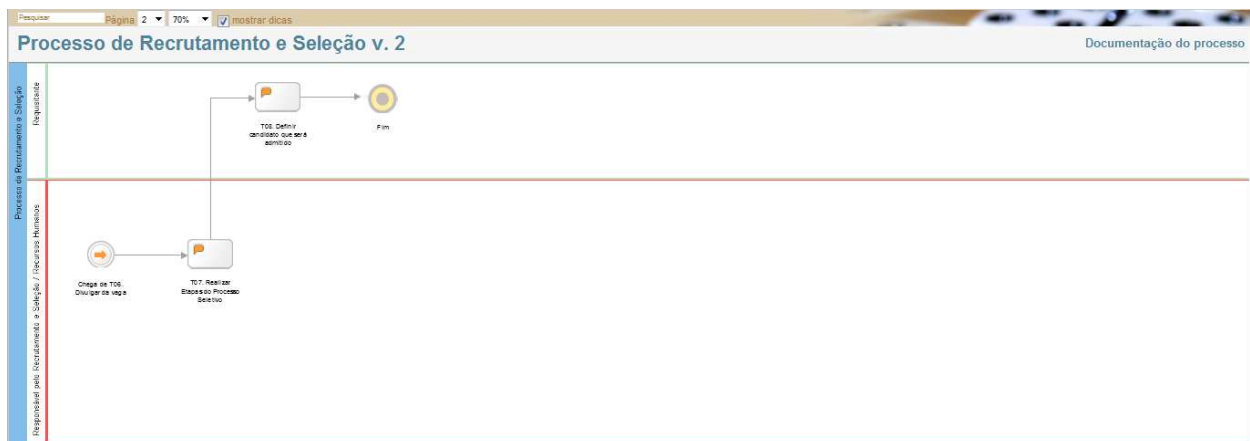 Pesquisar
Página 2 70% mostrar dicas
Processo de Recrutamento e Seleção v. 2
Documentação do processo
Processo de Recrutamento e Seleção
Requisitante
T08. Definir
candidato que será
admitido
Fim
Responsável pelo Recrutamento e Seleção / Recursos Humanos
Chega de T06.
Divulgar da vaga
T07. Realizar
Etapas do Processo
Seletivo